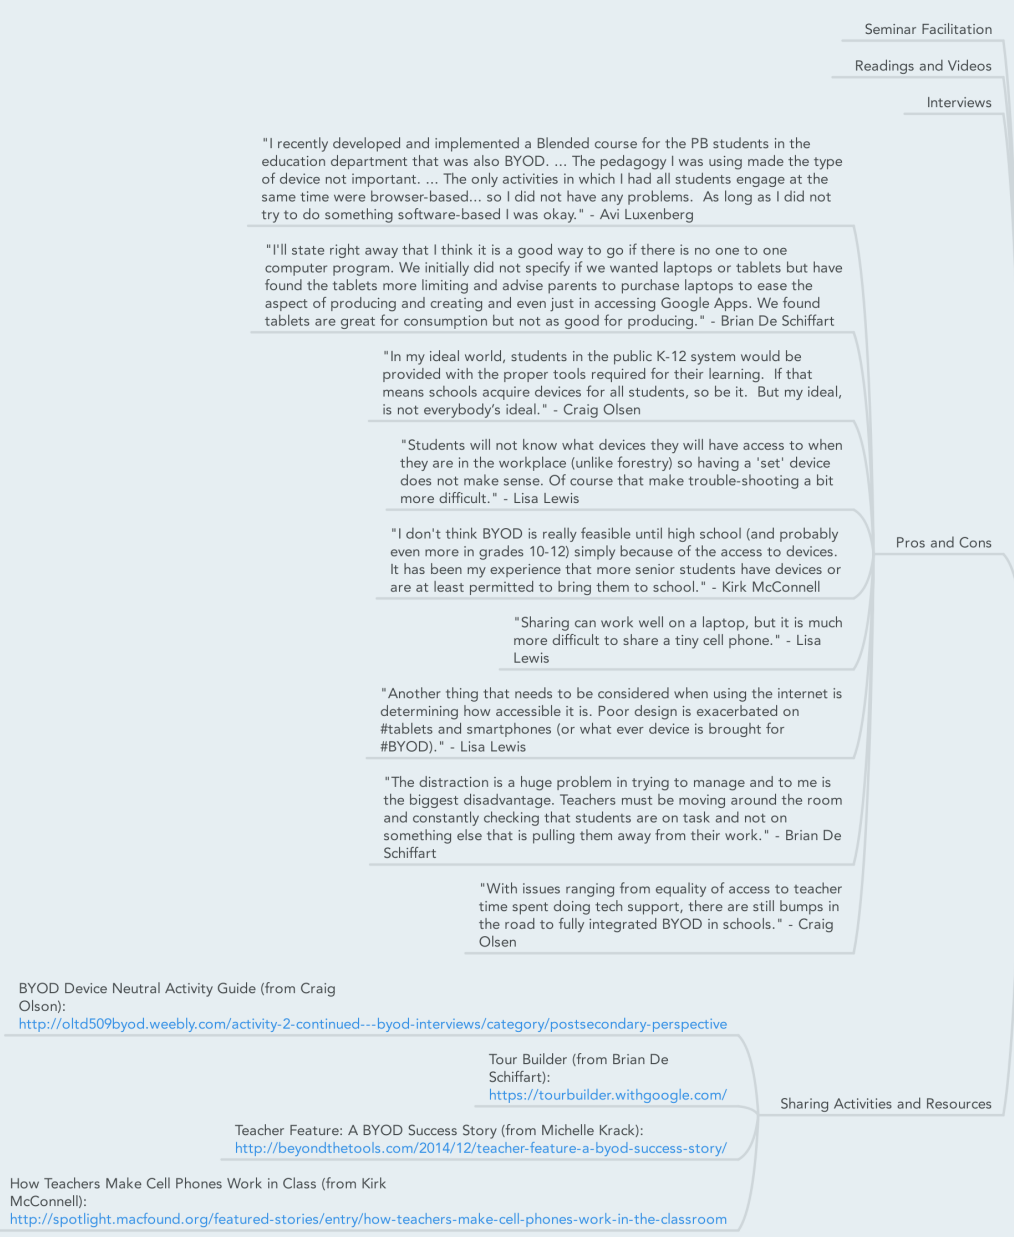 Seminar Facilitation
Readings and Videos
Interviews
"I recently developed and implemented a Blended course for the PB students in the
education department that was also BYOD. ... The pedagogy I was using made the type
of device not important. ... The only activities in which I had all students engage at the
same time were browser-based... so I did not have any problems.  As long as I did not
try to do something software-based I was okay." - Avi Luxenberg
"I'll state right away that I think it is a good way to go if there is no one to one
computer program. We initially did not specify if we wanted laptops or tablets but have
found the tablets more limiting and advise parents to purchase laptops to ease the
aspect of producing and creating and even just in accessing Google Apps. We found
tablets are great for consumption but not as good for producing." - Brian De Schiffart
"In my ideal world, students in the public K-12 system would be
provided with the proper tools required for their learning.  If that
means schools acquire devices for all students, so be it.  But my ideal,
is not everybody’s ideal." - Craig Olsen
"Students will not know what devices they will have access to when
they are in the workplace (unlike forestry) so having a 'set' device
does not make sense. Of course that make trouble-shooting a bit
more difficult." - Lisa Lewis
"I don't think BYOD is really feasible until high school (and probably
even more in grades 10-12) simply because of the access to devices.
It has been my experience that more senior students have devices or
are at least permitted to bring them to school." - Kirk McConnell
Pros and Cons
"Sharing can work well on a laptop, but it is much
more difficult to share a tiny cell phone." - Lisa
Lewis
"Another thing that needs to be considered when using the internet is
determining how accessible it is. Poor design is exacerbated on
#tablets and smartphones (or what ever device is brought for
#BYOD)." - Lisa Lewis
"The distraction is a huge problem in trying to manage and to me is
the biggest disadvantage. Teachers must be moving around the room
and constantly checking that students are on task and not on
something else that is pulling them away from their work." - Brian De
Schiffart
"With issues ranging from equality of access to teacher
time spent doing tech support, there are still bumps in
the road to fully integrated BYOD in schools." - Craig
Olsen
BYOD Device Neutral Activity Guide (from Craig
Olson):
http://oltd509byod.weebly.com/activity-2-continued---byod-interviews/category/postsecondary-perspective
Tour Builder (from Brian De
Schiffart):
https://tourbuilder.withgoogle.com/
Sharing Activities and Resources
Teacher Feature: A BYOD Success Story (from Michelle Krack):
http://beyondthetools.com/2014/12/teacher-feature-a-byod-success-story/
How Teachers Make Cell Phones Work in Class (from Kirk
McConnell):
http://spotlight.macfound.org/featured-stories/entry/how-teachers-make-cell-phones-work-in-the-classroom